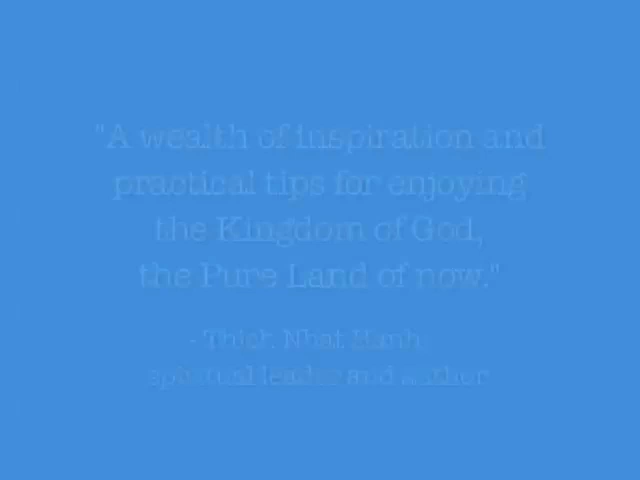 "A wealth of inspiration and
practical tips for enjoying
the Kingdom of God,
the Pure Land of now."
- Thich Nhat Hanh,
spiritual leader and author